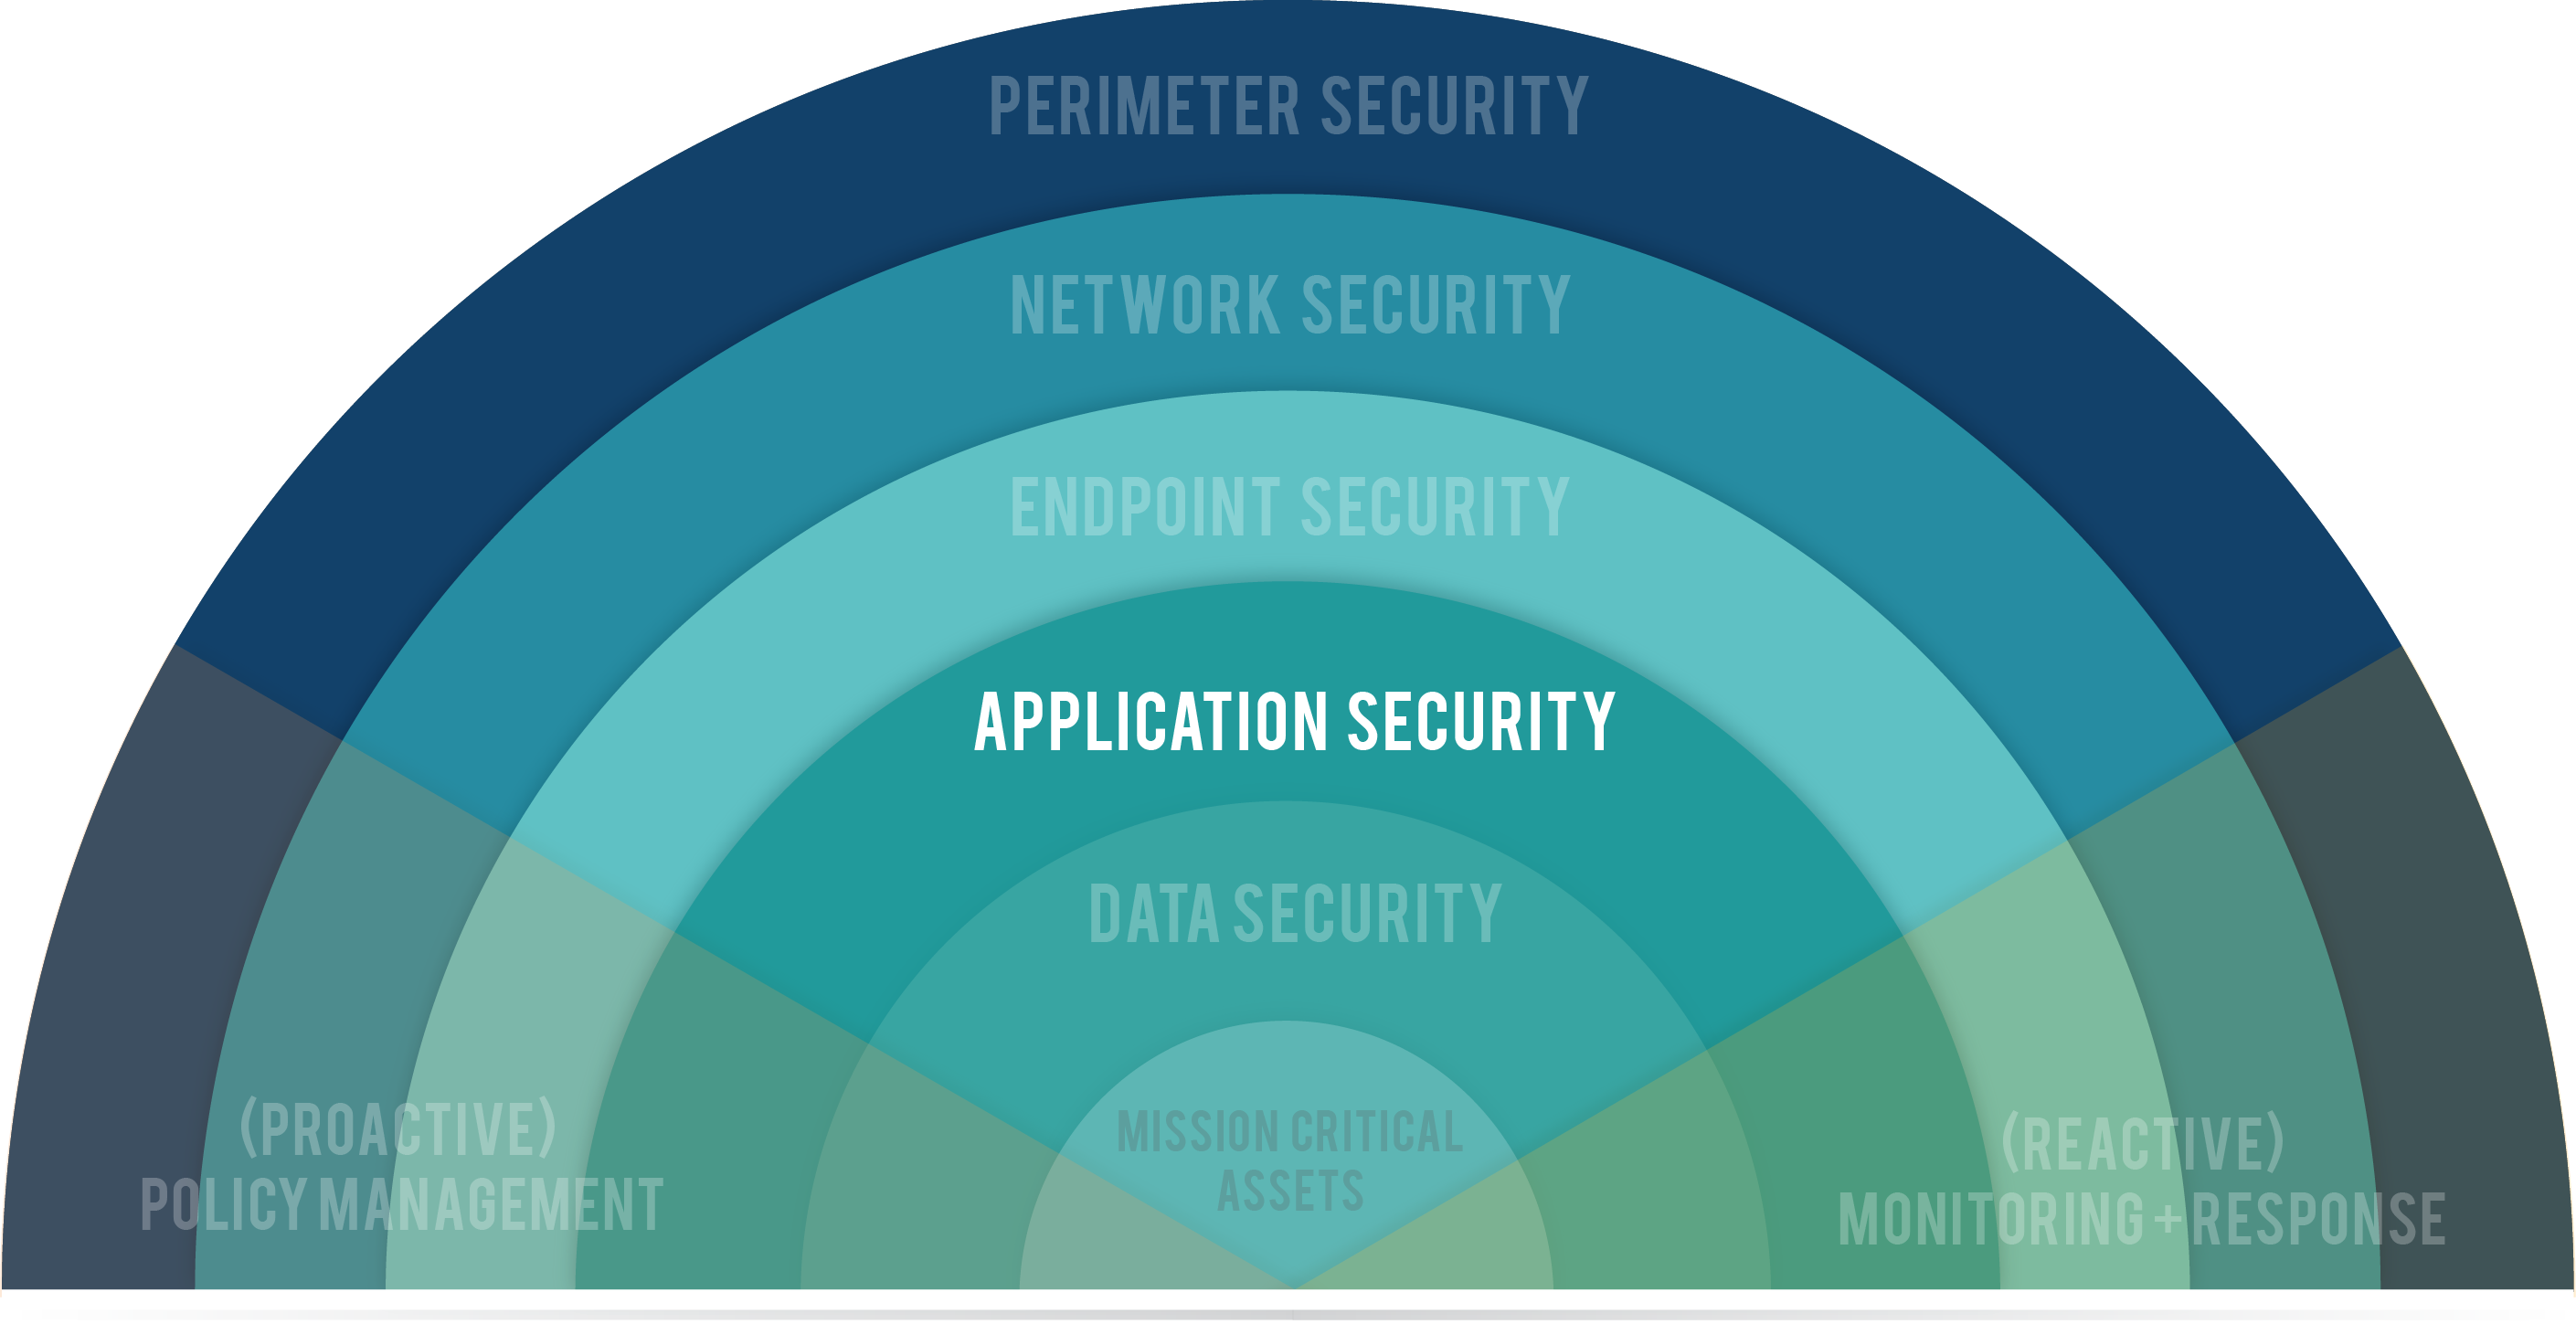 PERIMETER SECURITY
NETWORK SECURITY
ENDPOINT SECURITY
APPLICATION SECURITY
DATA SECURITY
MISSION CRITICAL
ASSETS
(PROACTIVE)
POLICY MANAGEMENT
(REACTIVE)
MONITORING + RESPONSE